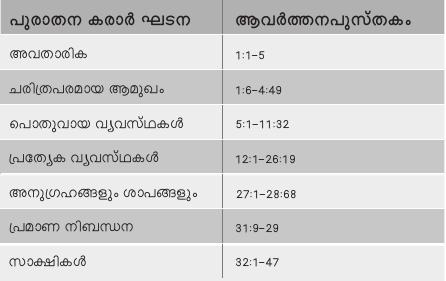 പുരാതന കരാർ ഘടന ആവർത്തനപുസ്തകം
അവതാരിക 1:1–5
ചരിത്രപരമായ ആമുഖം 1:6–4:49
പൊതുവായ വ്യവസ്ഥകൾ 5:1–11:32
പ്രത്യേക വ്യവസ്ഥകൾ 12:1–26:19
അനുഗ്രഹങ്ങളും ശാപങ്ങളും 27:1–28:68
പ്രമാണ നിബന്ധന 31:9–29
സാക്ഷികൾ 32:1–47